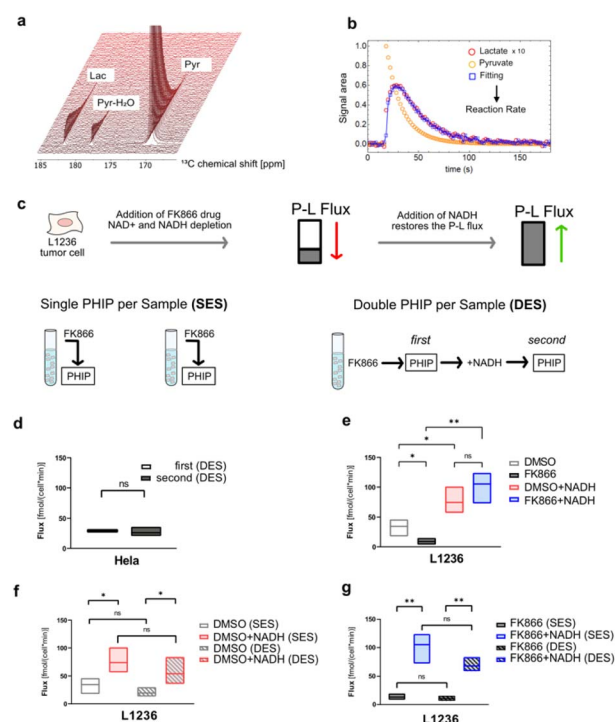 a
Lac
Pyr-H₂O
Pyr
185 180 175 170
¹³C chemical shift [ppm]
b
Signal area
1.0
0.8
0.6
0.4
0.2
0.0
0 50 100 150
time (s)
Lactate x 10
Pyruvate
Fitting
Reaction Rate
c
L1236
tumor cell
Addition of FK866 drug
NAD+ and NADH depletion
P-L Flux
Addition of NADH
restores the P-L flux
P-L Flux
Single PHIP per Sample (SES)
FK866
PHIP
FK866
PHIP
Double PHIP per Sample (DES)
FK866
first
PHIP
+NADH
second
PHIP
d
Flux [fmol/(cell*min)]
150
100
50
0
ns
first (DES)
second (DES)
Hela
e
Flux [fmol/(cell*min)]
150
100
50
0
**
*
*
ns
DMSO
FK866
DMSO+NADH
FK866+NADH
L1236
f
Flux [fmol/(cell*min)]
150
100
50
0
*
ns
*
ns
DMSO (SES)
DMSO+NADH (SES)
DMSO (DES)
DMSO+NADH (DES)
L1236
g
Flux [fmol/(cell*min)]
150
100
50
0
**
**
ns
ns
FK866 (SES)
FK866+NADH (SES)
FK866 (DES)
FK866+NADH (DES)
L1236